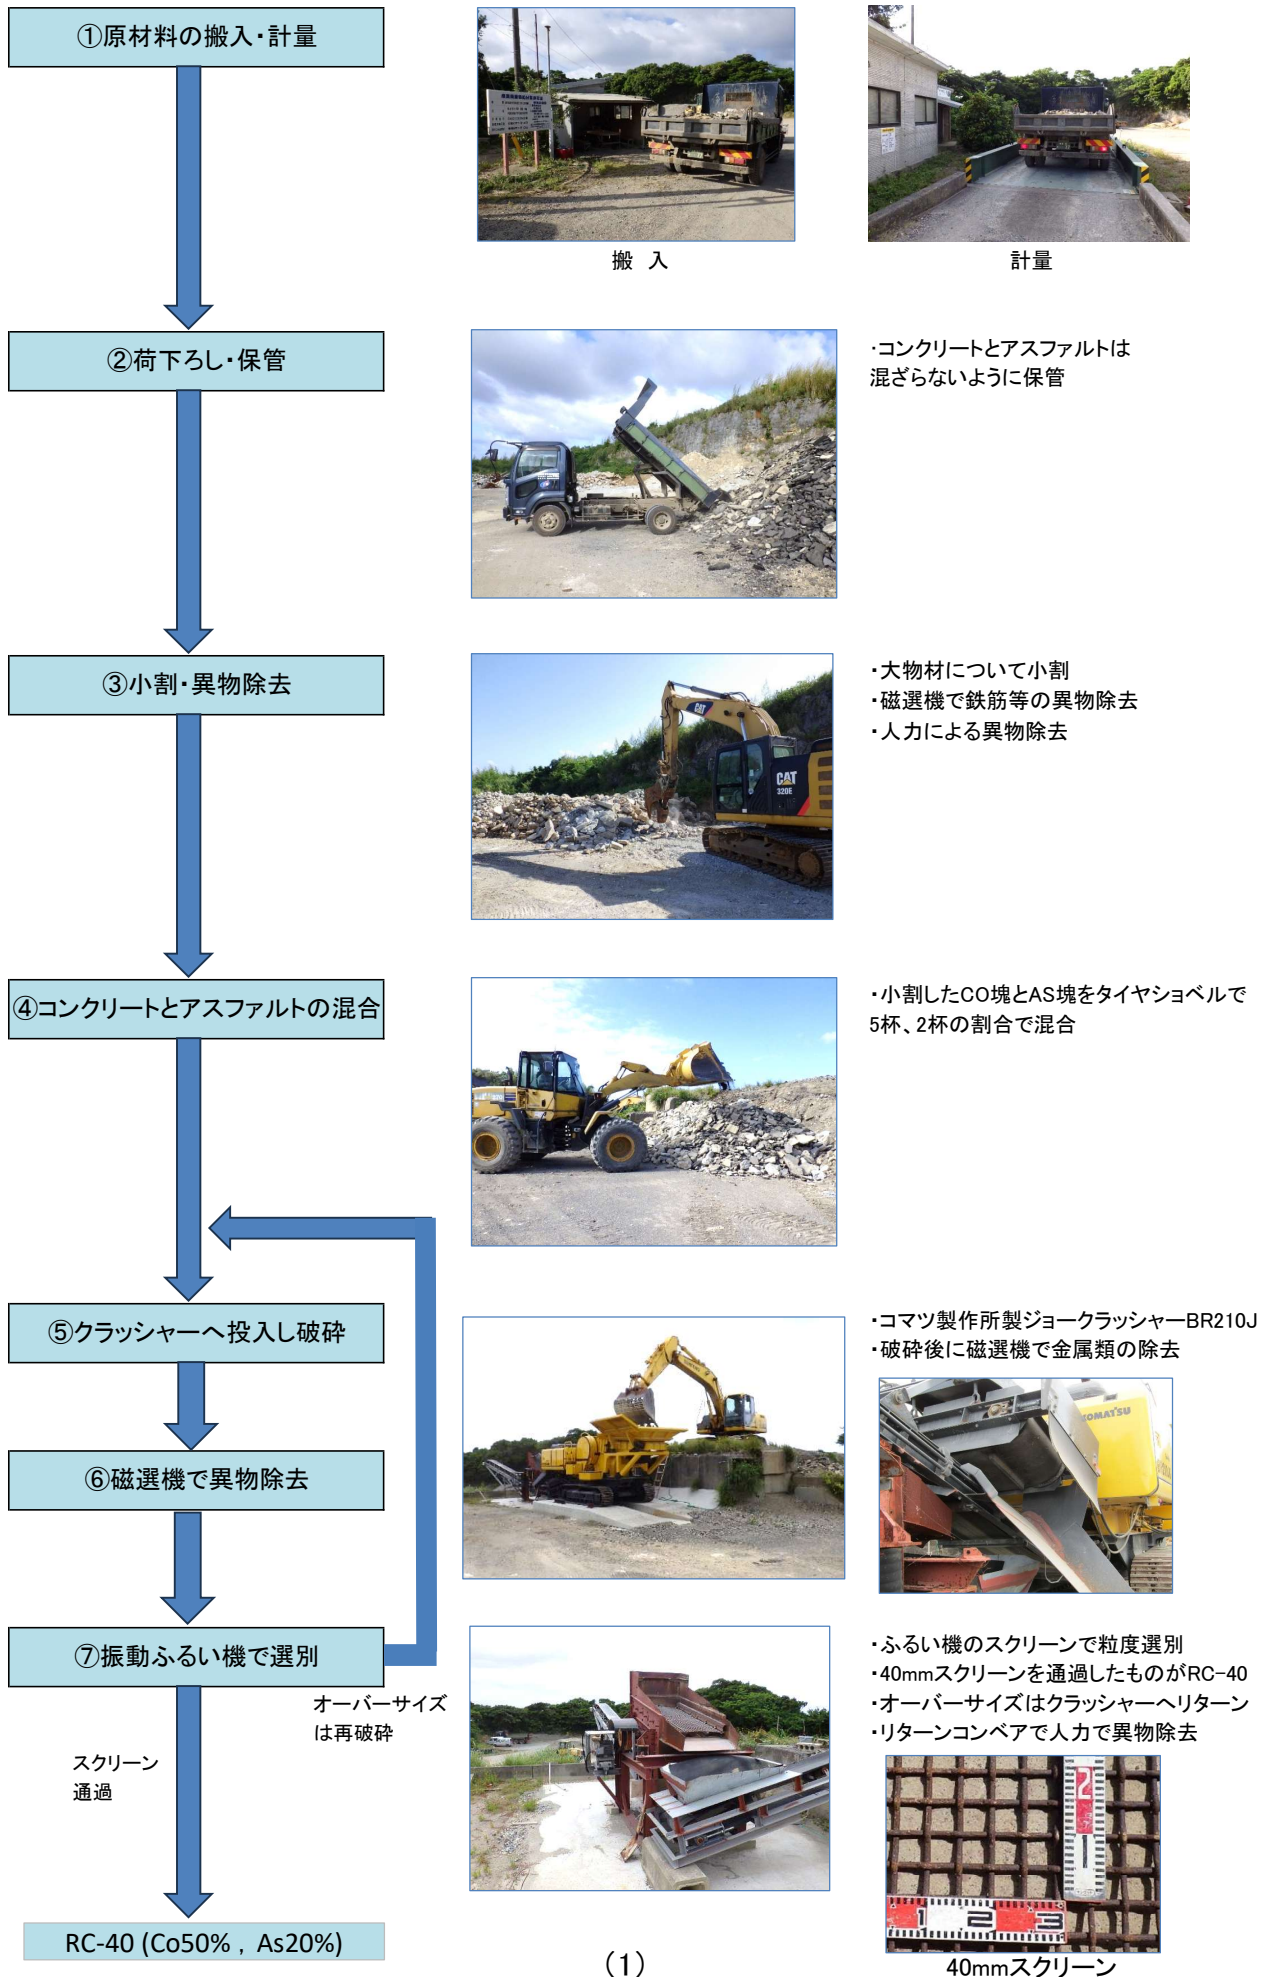 ①原材料の搬入・計量
搬　入
計量
②荷下ろし・保管
・コンクリートとアスファルトは
混ざらないように保管
③小割・異物除去
・大物材について小割
・磁選機で鉄筋等の異物除去
・人力による異物除去
CAT
CAT
320E
④コンクリートとアスファルトの混合
・小割したCO塊とAS塊をタイヤショベルで
5杯、2杯の割合で混合
⑤クラッシャーへ投入し破砕
・コマツ製作所製ジョークラッシャーBR210J
・破砕後に磁選機で金属類の除去
KOMATSU
⑥磁選機で異物除去
⑦振動ふるい機で選別
・ふるい機のスクリーンで粒度選別
・40mmスクリーンを通過したものがRC-40
・オーバーサイズはクラッシャーへリターン
・リターンコンベアで人力で異物除去
オーバーサイズ
は再破砕
スクリーン
通過
2
1
1 2 3
RC-40 (Co50% , As20%)
(1)
40mmスクリーン